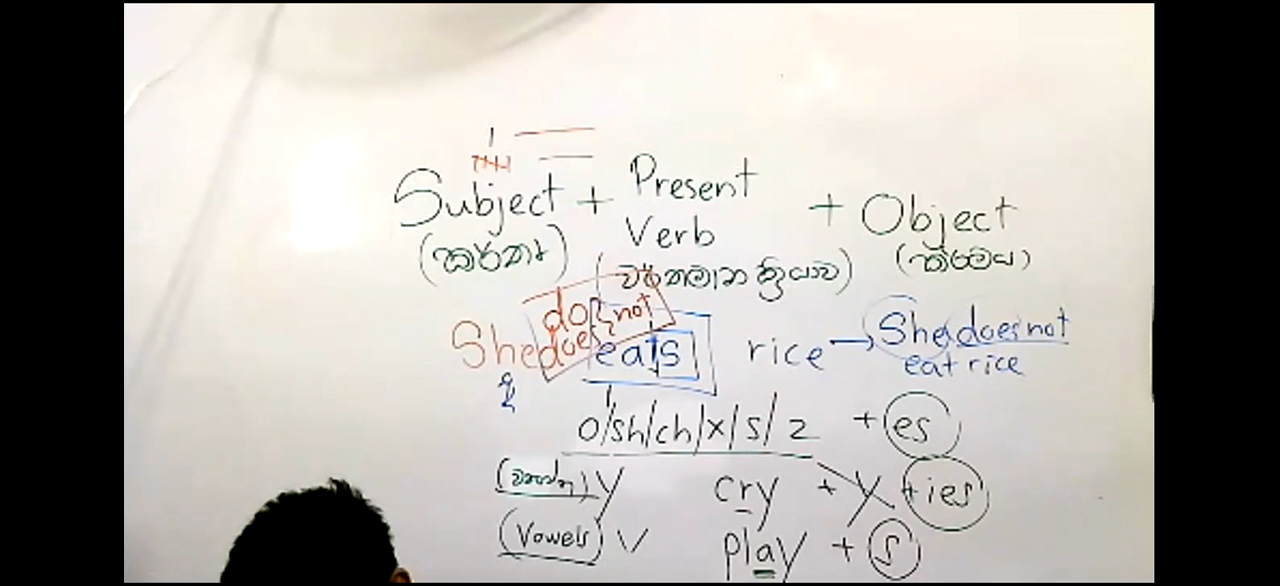 Subject + Present Verb + Object
(කර්තෘ) (වර්තමාන ක්‍රියාව) (කර්මය)
do not
She does eats rice → She does not
eat rice
o/sh/ch/x/s/z + es
y cry + y + ies
(Vowels) play + s